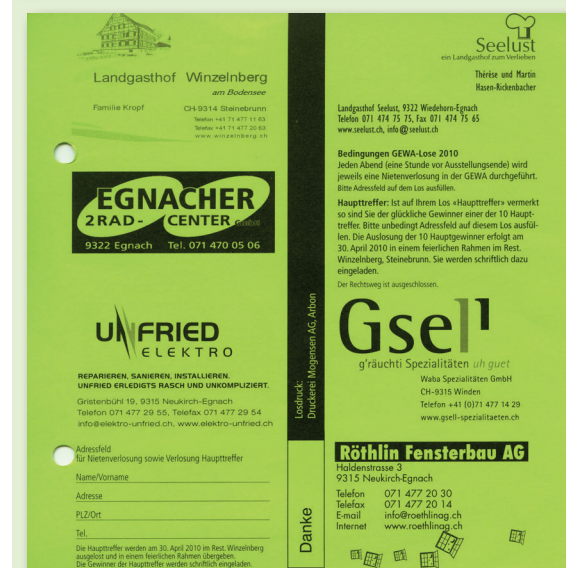 Landgasthof Winzelnberg
am Bodensee
Familie Kropf
CH-9314 Steinebrunn
Telefon +41 71 477 11 63
Telefax +41 71 477 20 63
www.winzelnberg.ch
EGNACHER
2RAD- CENTER GmbH
9322 Egnach Tel. 071 470 05 06
UNFRIED
ELEKTRO
REPARIEREN, SANIEREN, INSTALLIEREN.
UNFRIED ERLEDIGTS RASCH UND UNKOMPLIZIERT.
Gristenbühl 19, 9315 Neukirch-Egnach
Telefon 071 477 29 55, Telefax 071 477 29 54
info@elektro-unfried.ch, www.elektro-unfried.ch
Adressfeld
für Nietenverlosung sowie Verlosung Haupttreffer
Name/Vorname
Adresse
PLZ/Ort
Tel.
Die Haupttreffer werden am 30. April 2010 im Rest. Winzelnberg
ausgelost und in einem feierlichen Rahmen übergeben.
Die Gewinner der Haupttreffer werden schriftlich eingeladen.
Losdruck:
Druckerei Mogensen AG, Arbon
Danke
Seelust
ein Landgasthof zum Verlieben
Thérèse und Martin
Hasen-Rickenbacher
Landgasthof Seelust, 9322 Wiedehorn-Egnach
Telefon 071 474 75 75, Fax 071 474 75 65
www.seelust.ch, info@seelust.ch
Bedingungen GEWA-Lose 2010
Jeden Abend (eine Stunde vor Ausstellungsende) wird
jeweils eine Nietenverlosung in der GEWA durchgeführt.
Bitte Adressfeld auf dem Los ausfüllen.
Haupttreffer: Ist auf Ihrem Los «Haupttreffer» vermerkt
so sind Sie der glückliche Gewinner einer der 10 Haupt-
treffer. Bitte unbedingt Adressfeld auf diesem Los ausfül-
len. Die Auslosung der 10 Hauptgewinner erfolgt am
30. April 2010 in einem feierlichen Rahmen im Rest.
Winzelnberg, Steinebrunn. Sie werden schriftlich dazu
eingeladen.
Der Rechtsweg ist ausgeschlossen.
Gsell
g'räuchti Spezialitäten uh guet
Waba Spezialitäten GmbH
CH-9315 Winden
Telefon +41 (0)71 477 14 29
www.gsell-spezialitaeten.ch
Röthlin Fensterbau AG
Haldenstrasse 3
9315 Neukirch-Egnach
Telefon 071 477 20 30
Telefax 071 477 20 14
E-mail info@roethlinag.ch
Internet www.roethlinag.ch